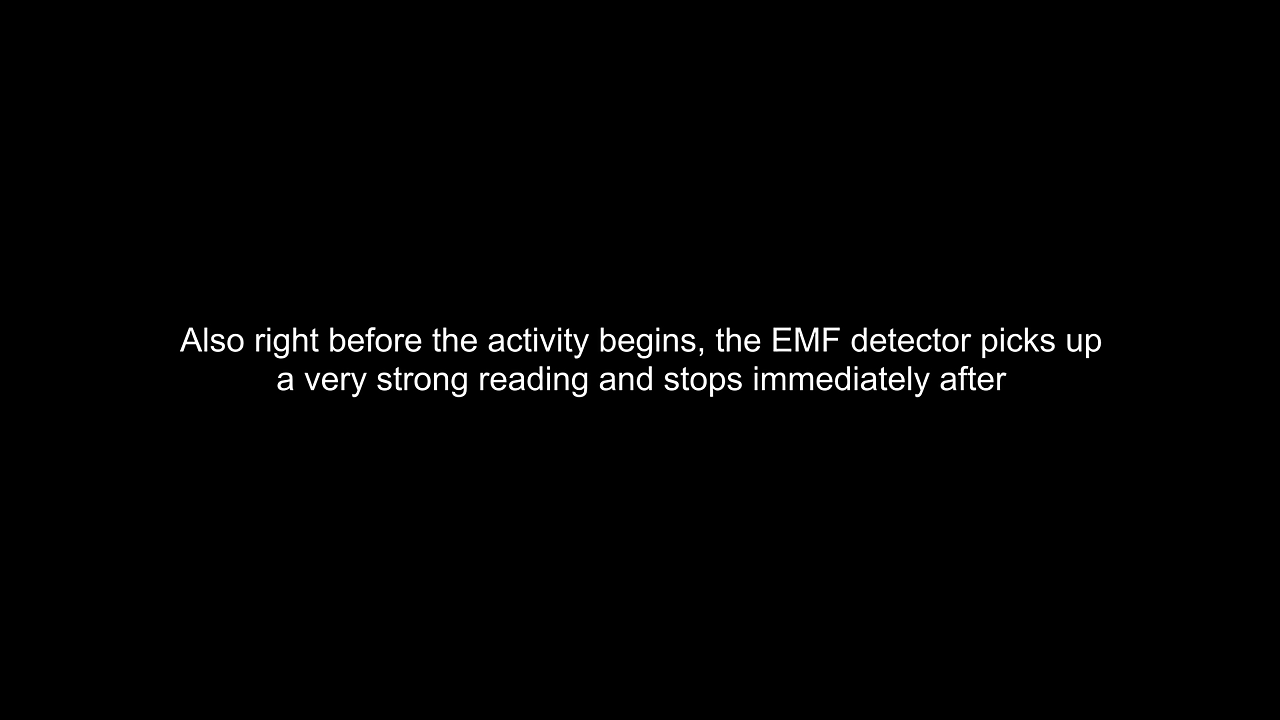 Also right before the activity begins, the EMF detector picks up
a very strong reading and stops immediately after